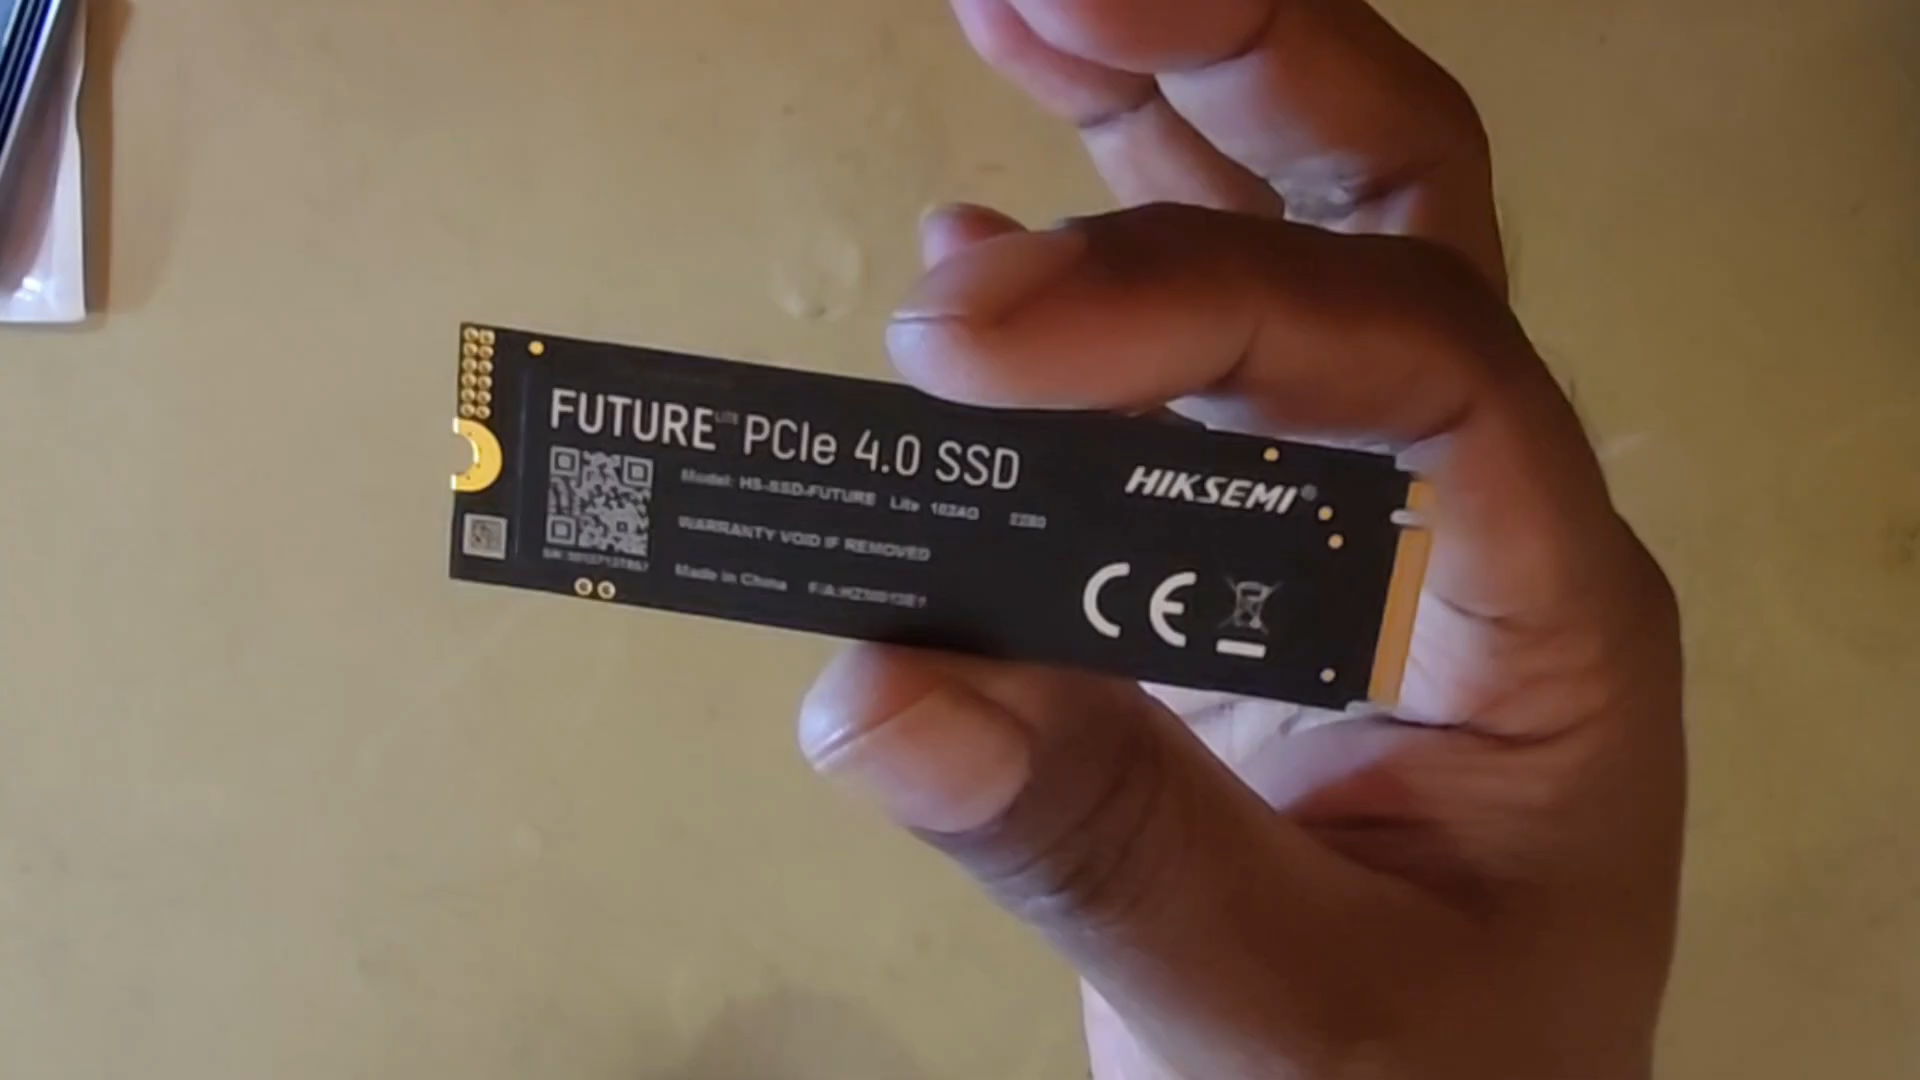 FUTURE LITE PCIe 4.0 SSD
HIKSEMI®
Model: HS-SSD-FUTURE Lite 1024G 2280
WARRANTY VOID IF REMOVED
Made in China
CE